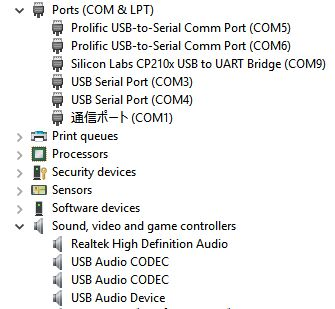 Ports (COM & LPT)
Prolific USB-to-Serial Comm Port (COM5)
Prolific USB-to-Serial Comm Port (COM6)
Silicon Labs CP210x USB to UART Bridge (COM9)
USB Serial Port (COM3)
USB Serial Port (COM4)
通信ポート (COM1)
Print queues
Processors
Security devices
Sensors
Software devices
Sound, video and game controllers
Realtek High Definition Audio
USB Audio CODEC
USB Audio CODEC
USB Audio Device